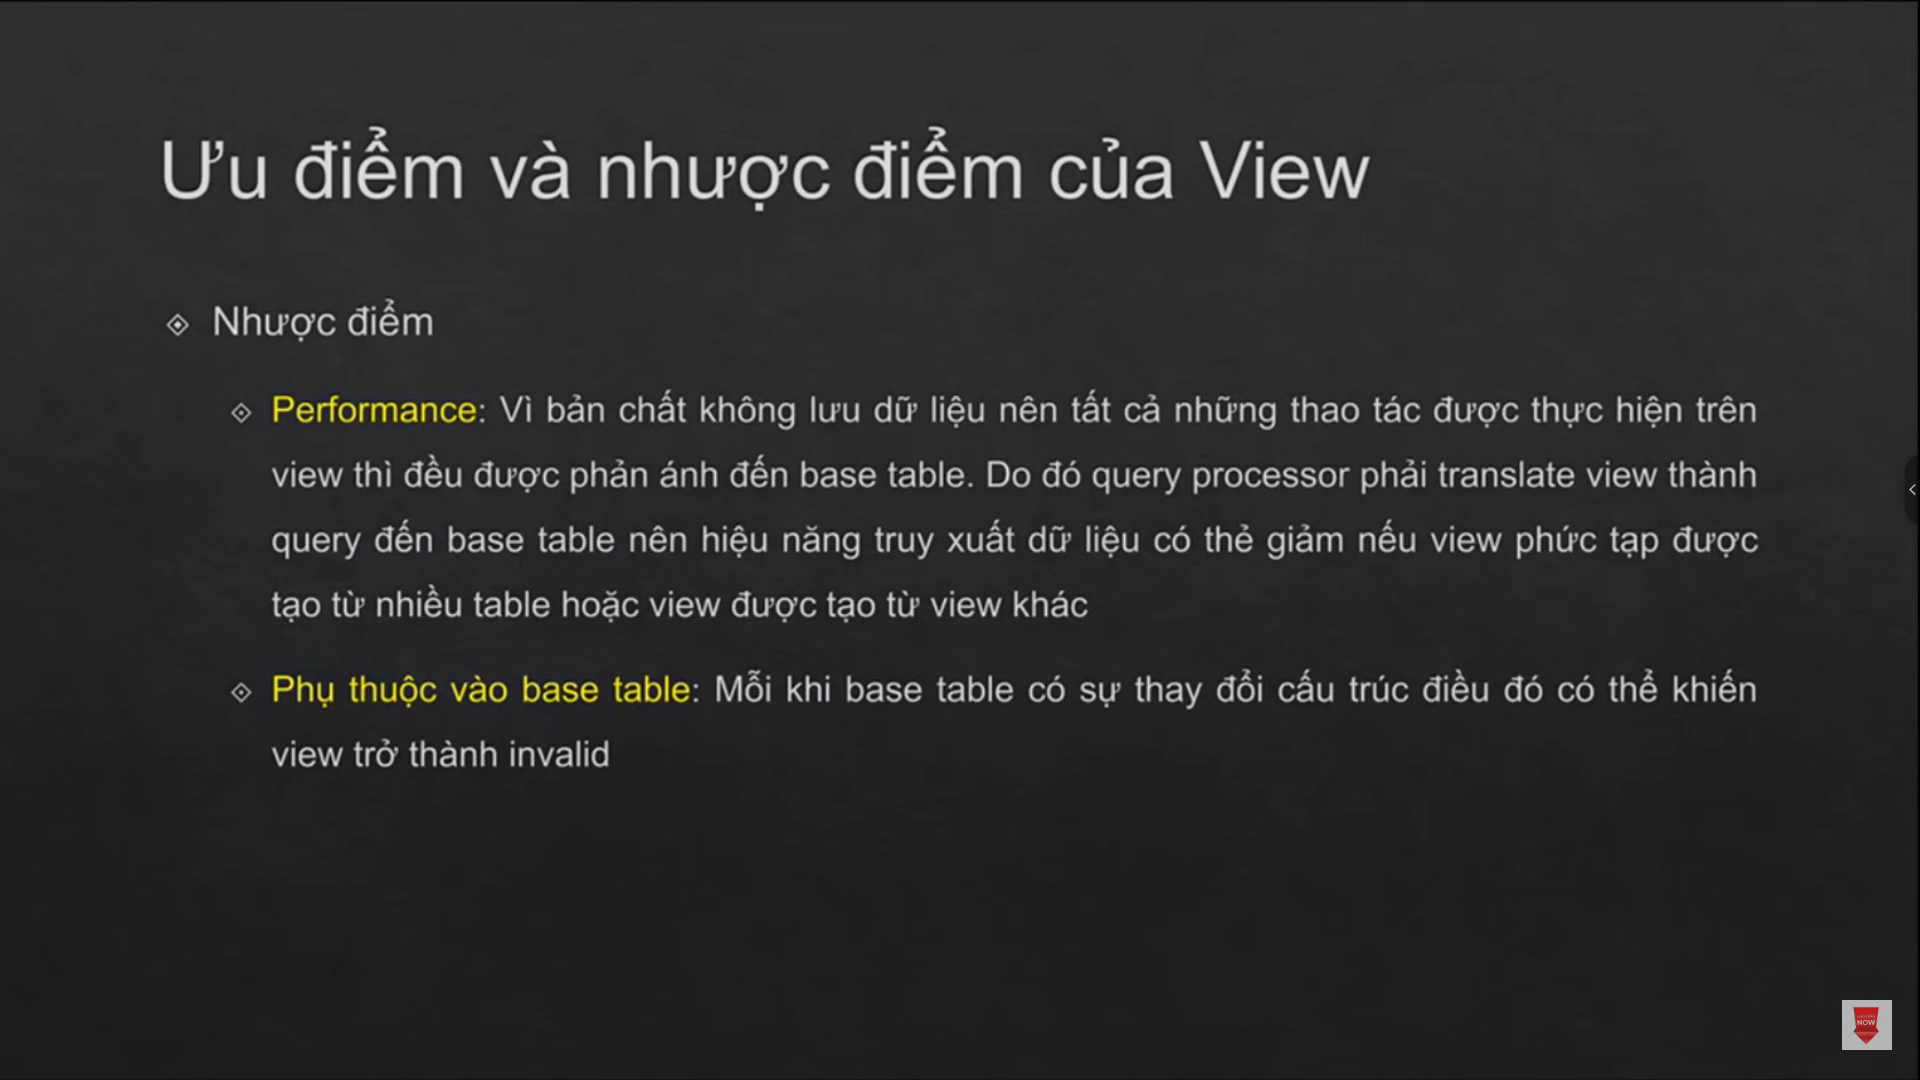 Ưu điểm và nhược điểm của View
Nhược điểm
Performance: Vì bản chất không lưu dữ liệu nên tất cả những thao tác được thực hiện trên
view thì đều được phản ánh đến base table. Do đó query processor phải translate view thành
query đến base table nên hiệu năng truy xuất dữ liệu có thẻ giảm nếu view phức tạp được
tạo từ nhiều table hoặc view được tạo từ view khác
Phụ thuộc vào base table: Mỗi khi base table có sự thay đổi cấu trúc điều đó có thể khiến
view trở thành invalid
NOW